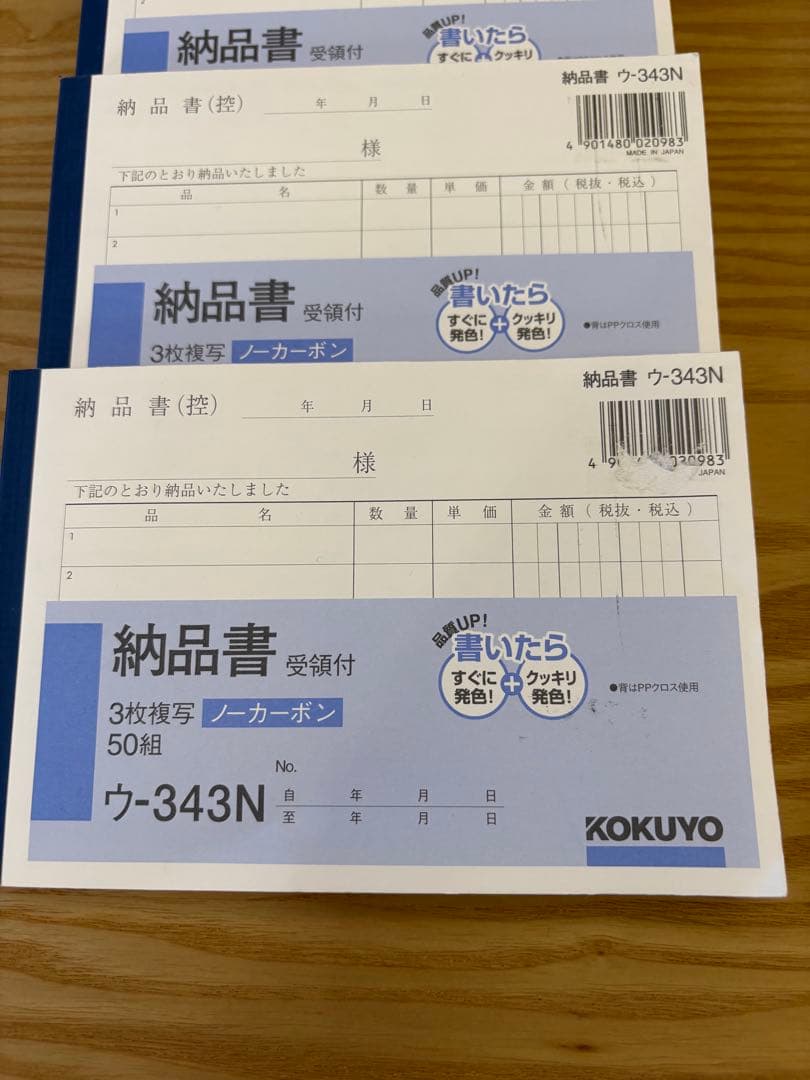 2
納品書 受領付
品質UP!
書いたら
すぐに + クッキリ
納品書 ウ-343N
納品書(控) 年 月 日
4 901480 020983
MADE IN JAPAN
様
下記のとおり納品いたしました
品 名 数 量 単 価 金 額 ( 税抜・税込 )
1
2
納品書 受領付
3枚複写 ノーカーボン
品質UP!
書いたら
すぐに発色! + クッキリ発色!
●背はPPクロス使用
納品書 ウ-343N
納品書(控) 年 月 日
4 9 020983
JAPAN
様
下記のとおり納品いたしました
品 名 数 量 単 価 金 額 ( 税抜・税込 )
1
2
納品書 受領付
3枚複写 ノーカーボン
50組
ウ-343N
No.
自 年 月 日
至 年 月 日
品質UP!
書いたら
すぐに発色! + クッキリ発色!
●背はPPクロス使用
KOKUYO